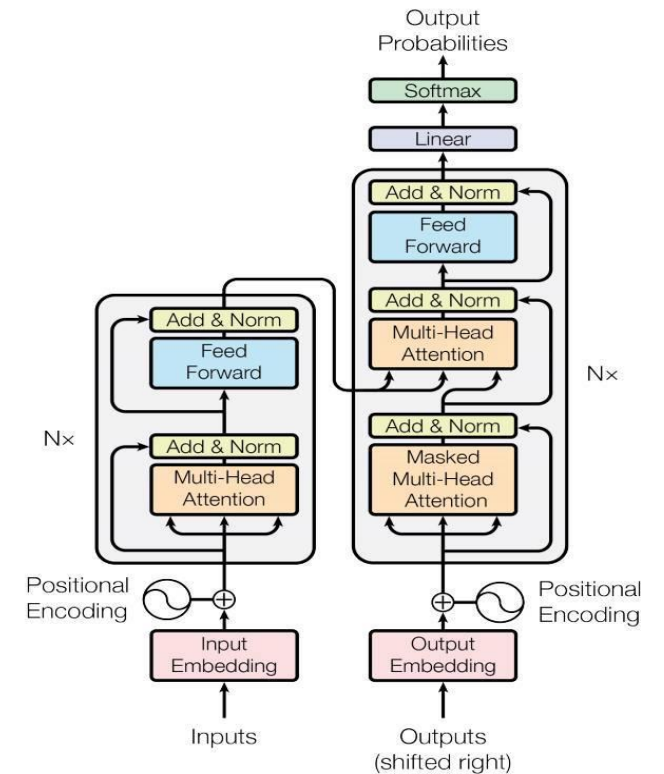 Output
Probabilities
Softmax
Linear
Add & Norm
Feed
Forward
Add & Norm
Multi-Head
Attention
Add & Norm
Masked
Multi-Head
Attention
Nx
Positional
Encoding
Output
Embedding
Outputs
(shifted right)
Add & Norm
Feed
Forward
Add & Norm
Multi-Head
Attention
Nx
Positional
Encoding
Input
Embedding
Inputs